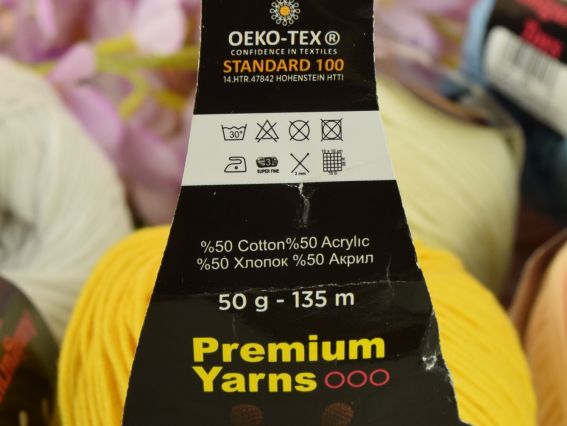 OEKO-TEX®
CONFIDENCE IN TEXTILES
STANDARD 100
14.HTR.47842 HOHENSTEIN HTTI
30°
3
SUPER FINE
3 mm
%50 Cotton%50 Acrylic
%50 Хлопок %50 Акрил
50 g - 135 m
Premium
Yarns